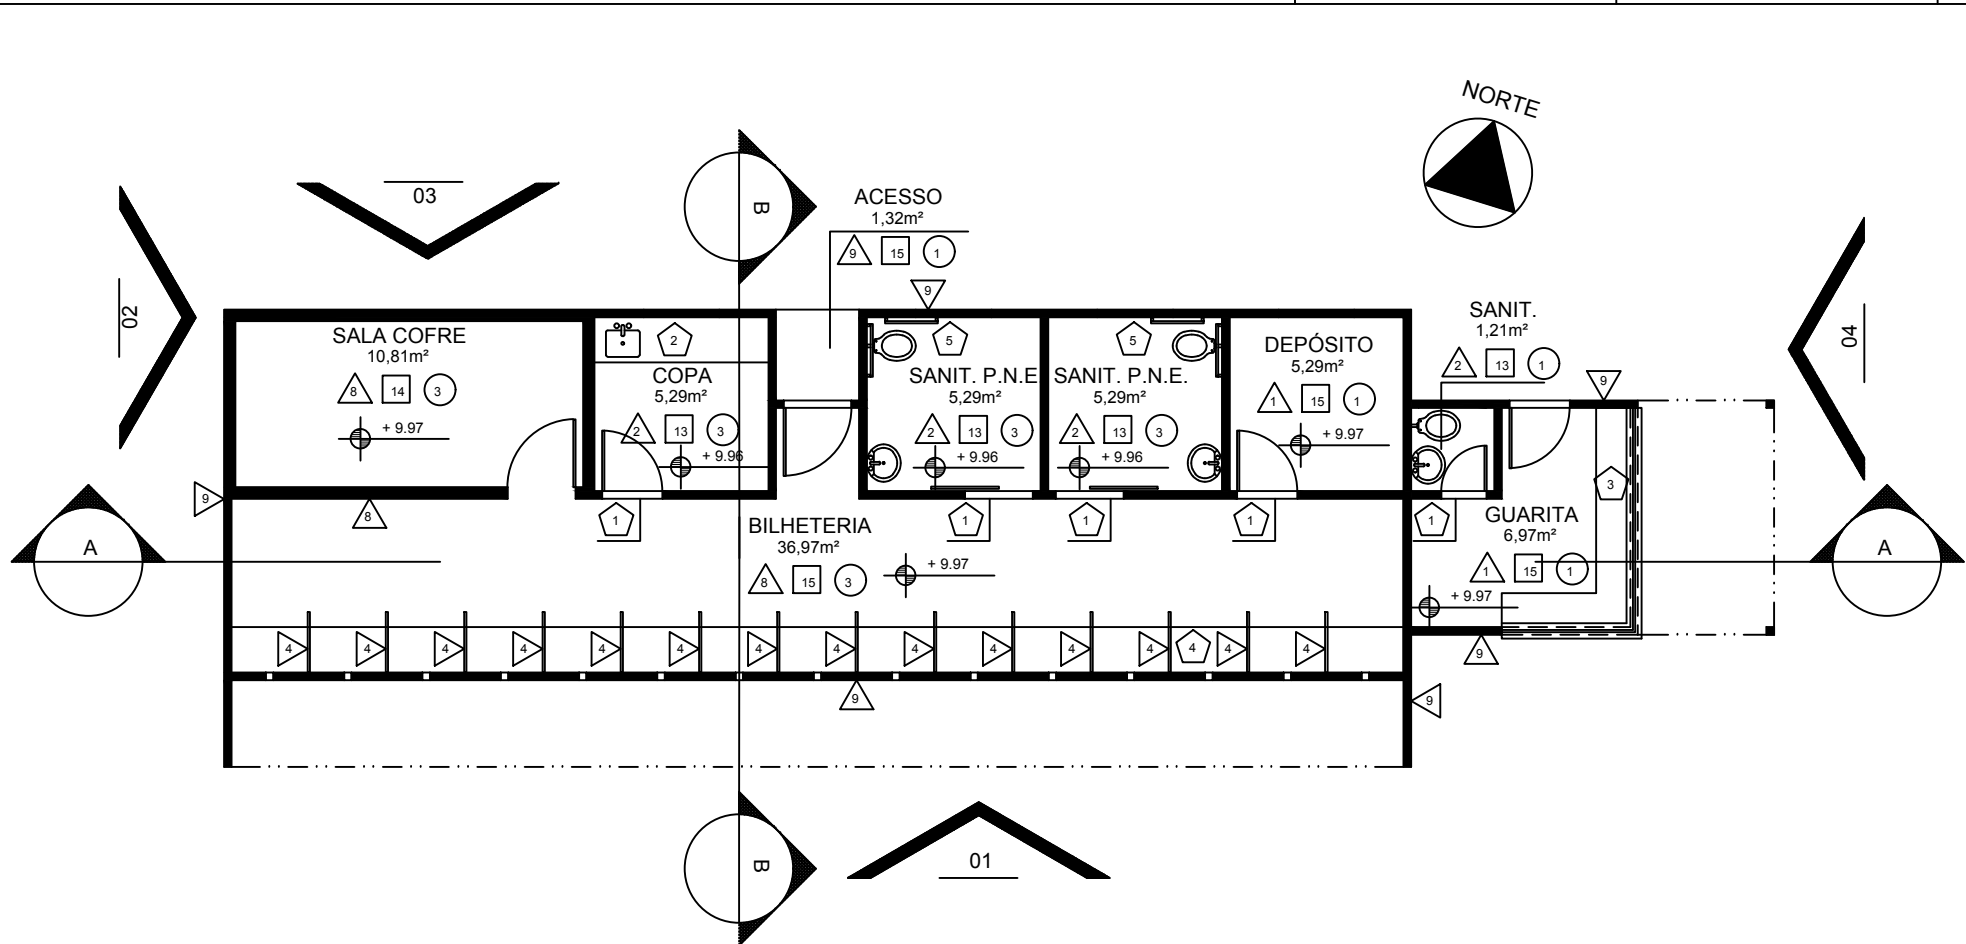 NORTE
03
B
ACESSO
1,32m²
9 15 1
9
02
SALA COFRE
10,81m²
8 14 3
+ 9.97
2
COPA
5,29m²
2 13 3
+ 9.96
5
SANIT. P.N.E
5,29m²
2 13 3
+ 9.96
5
SANIT. P.N.E.
5,29m²
2 13 3
+ 9.96
DEPÓSITO
5,29m²
1 15 1
+ 9.97
SANIT.
1,21m²
2 13 1
9
04
9
8
1
1
1
1
1
3
A
BILHETERIA
36,97m²
8 15 3
+ 9.97
GUARITA
6,97m²
1 15 1
+ 9.97
A
4 4 4 4 4 4 4 4 4 4 4 4 4 4 4
9
9
9
B
01